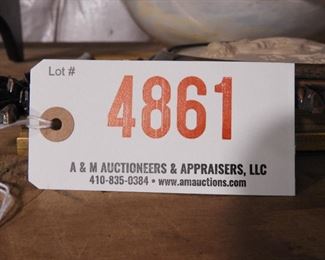 Lot #
4861
A & M AUCTIONEERS & APPRAISERS, LLC
410-835-0384 • www.amauctions.com